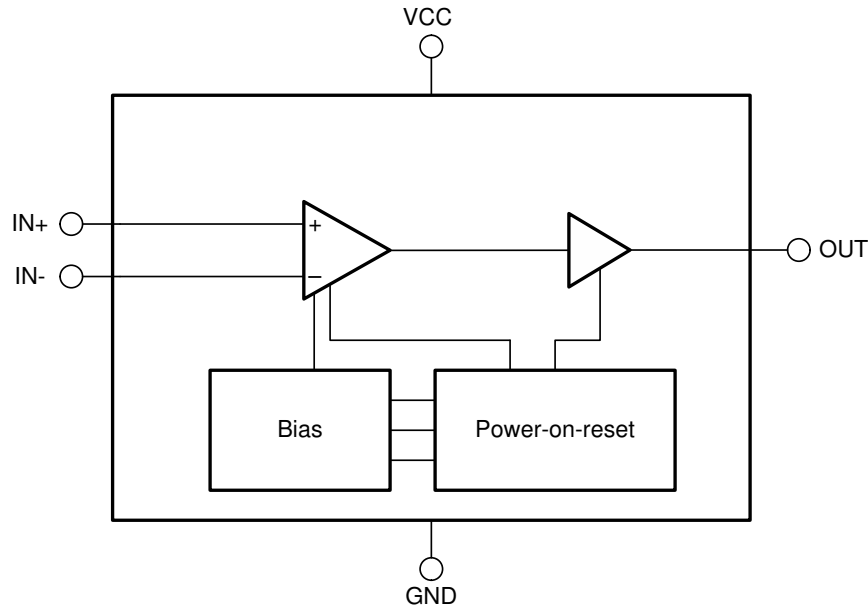 VCC
IN+
+
IN-
−
OUT
Bias
Power-on-reset
GND